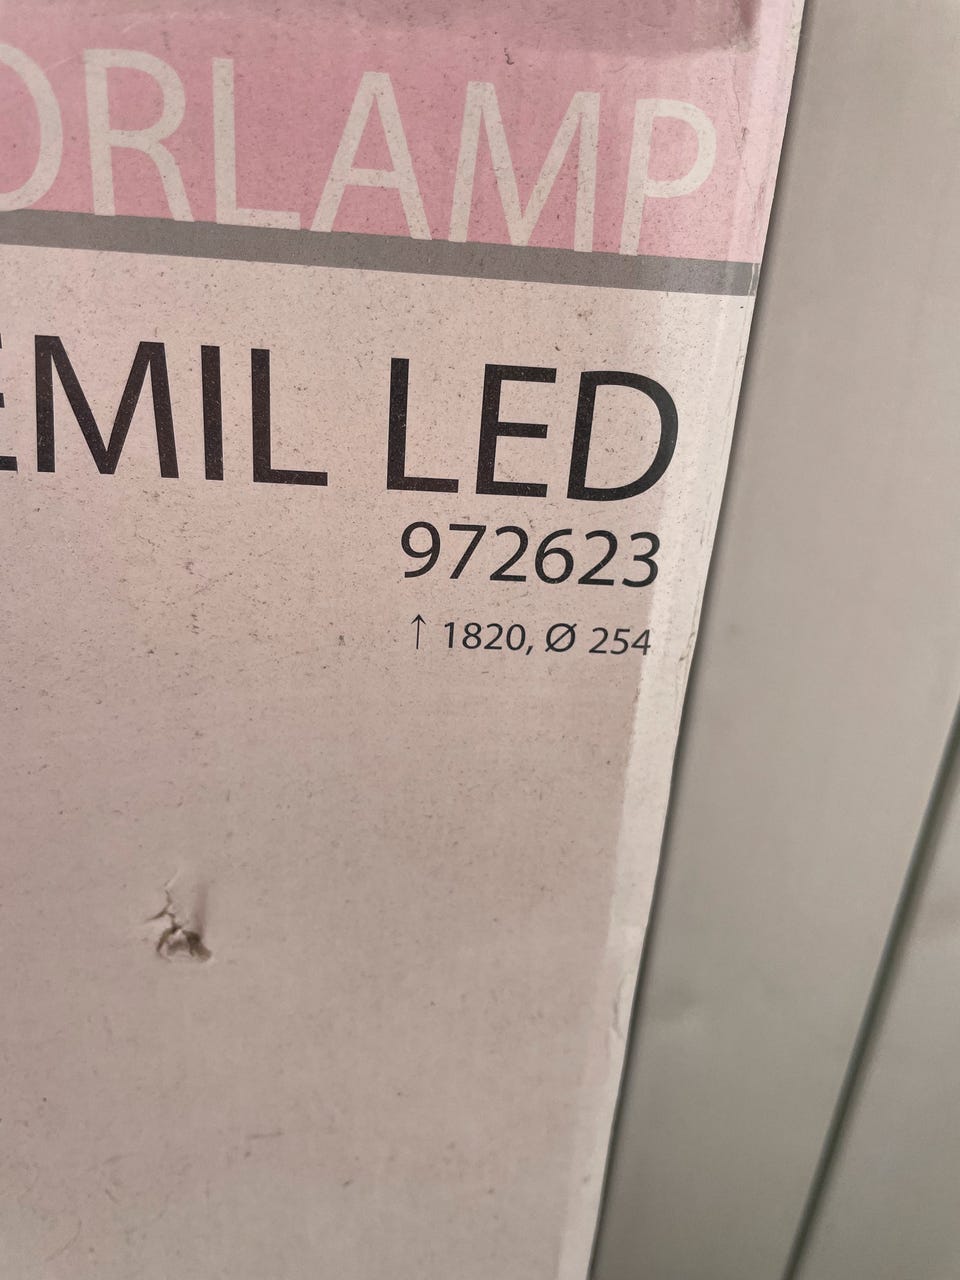 ORLAMP
EMIL LED
972623
↑ 1820, Ø 254